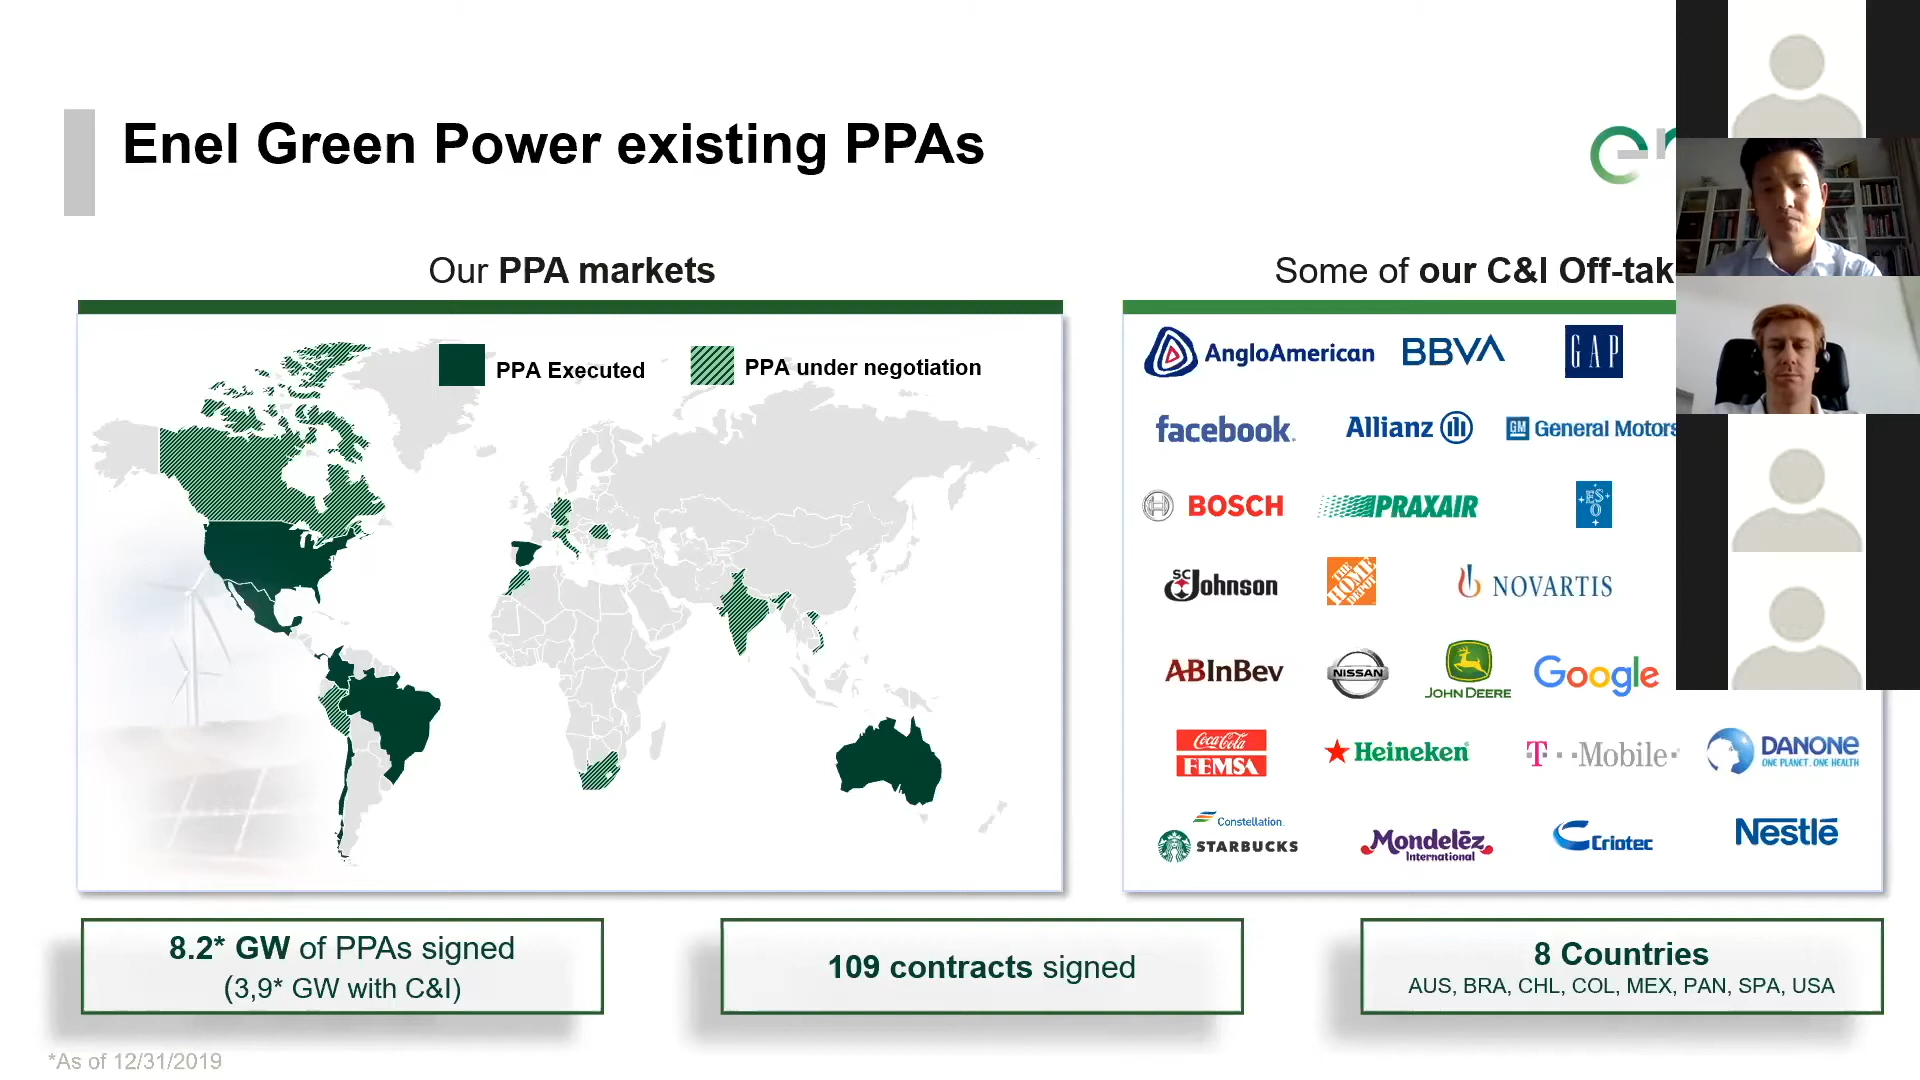 Enel Green Power existing PPAs
Our PPA markets
PPA Executed
PPA under negotiation
Some of our C&I Off-tak
AngloAmerican BBVA GAP
facebook. Allianz GM General Motors
BOSCH PRAXAIR ESO
SC Johnson THE HOME DEPOT NOVARTIS
ABInBev NISSAN JOHN DEERE Google
Coca-Cola FEMSA Heineken T··Mobile· DANONE
ONE PLANET. ONE HEALTH
Constellation.
STARBUCKS Mondelēz International Criotec Nestlé
8.2* GW of PPAs signed
(3,9* GW with C&I)
109 contracts signed
8 Countries
AUS, BRA, CHL, COL, MEX, PAN, SPA, USA
*As of 12/31/2019